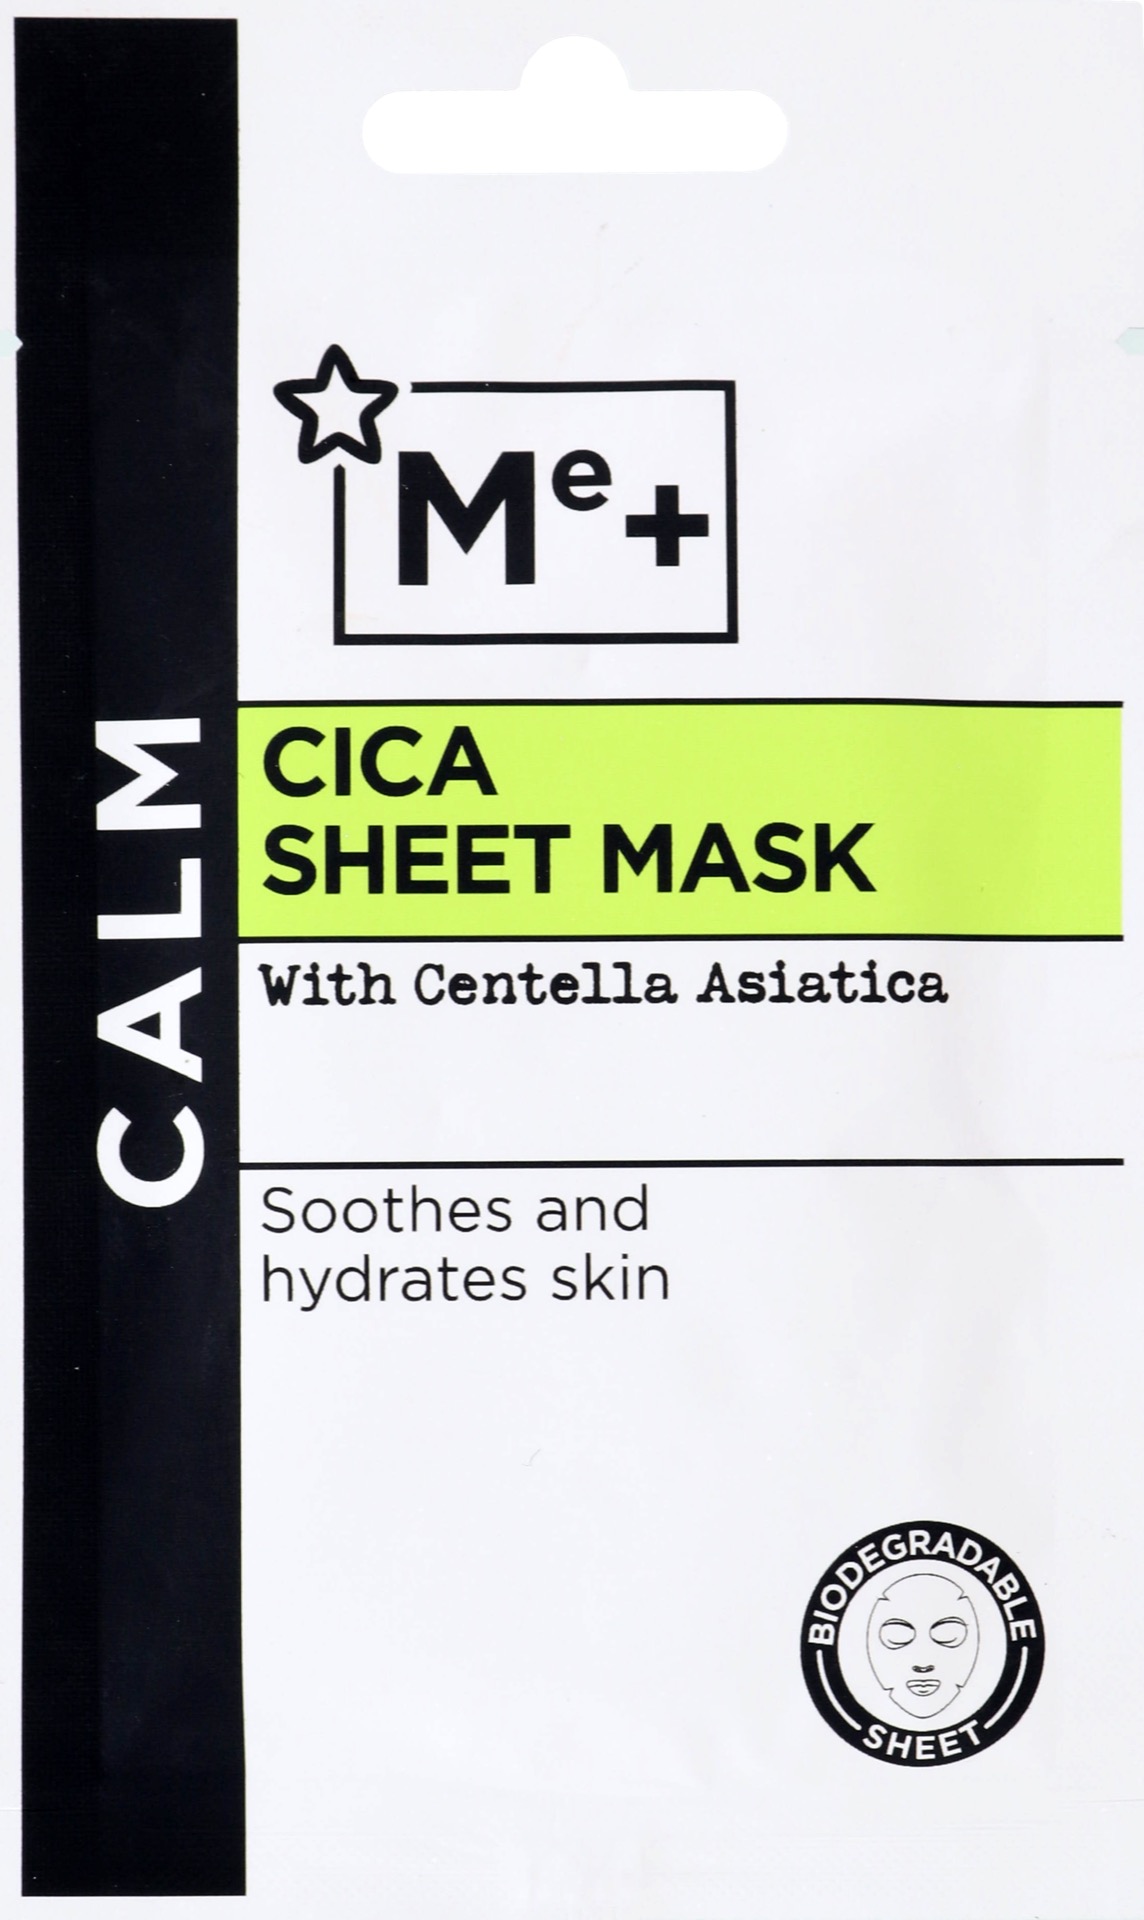 Me+
CALM
CICA
SHEET MASK
With Centella Asiatica
Soothes and
hydrates skin
BIODEGRADABLE
SHEET